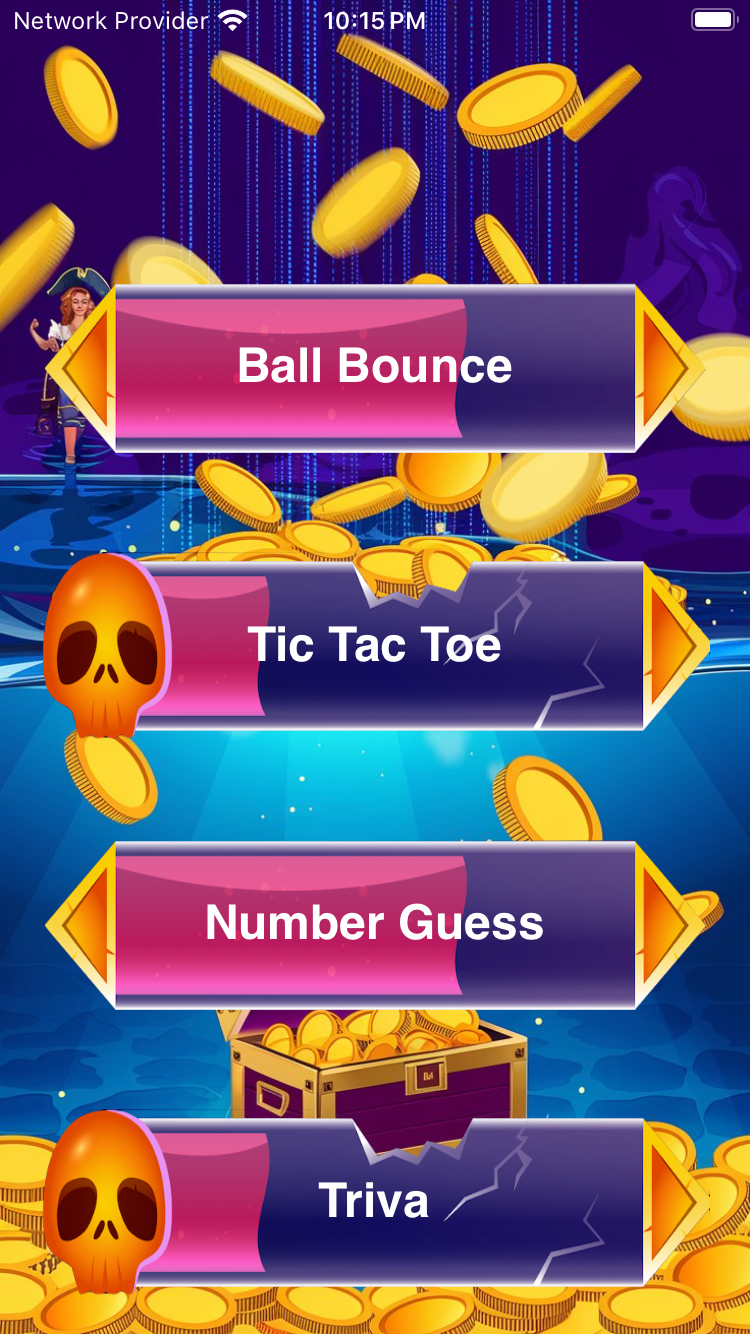 Network Provider 10:15 PM
Ball Bounce
Tic Tac Toe
Number Guess
Triva